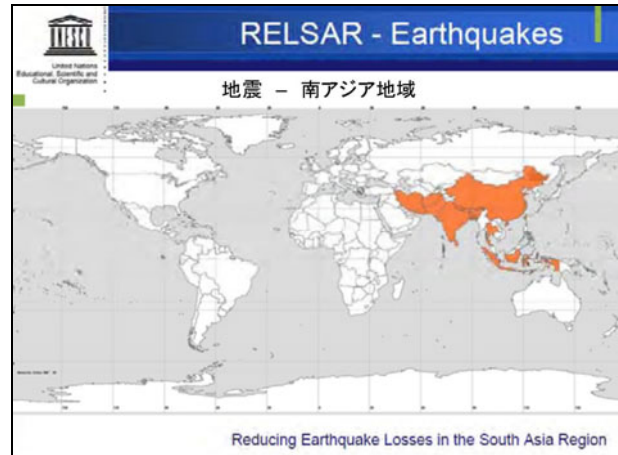 RELSAR - Earthquakes
United Nations
Educational, Scientific and
Cultural Organization
地震 – 南アジア地域
Reducing Earthquake Losses in the South Asia Region